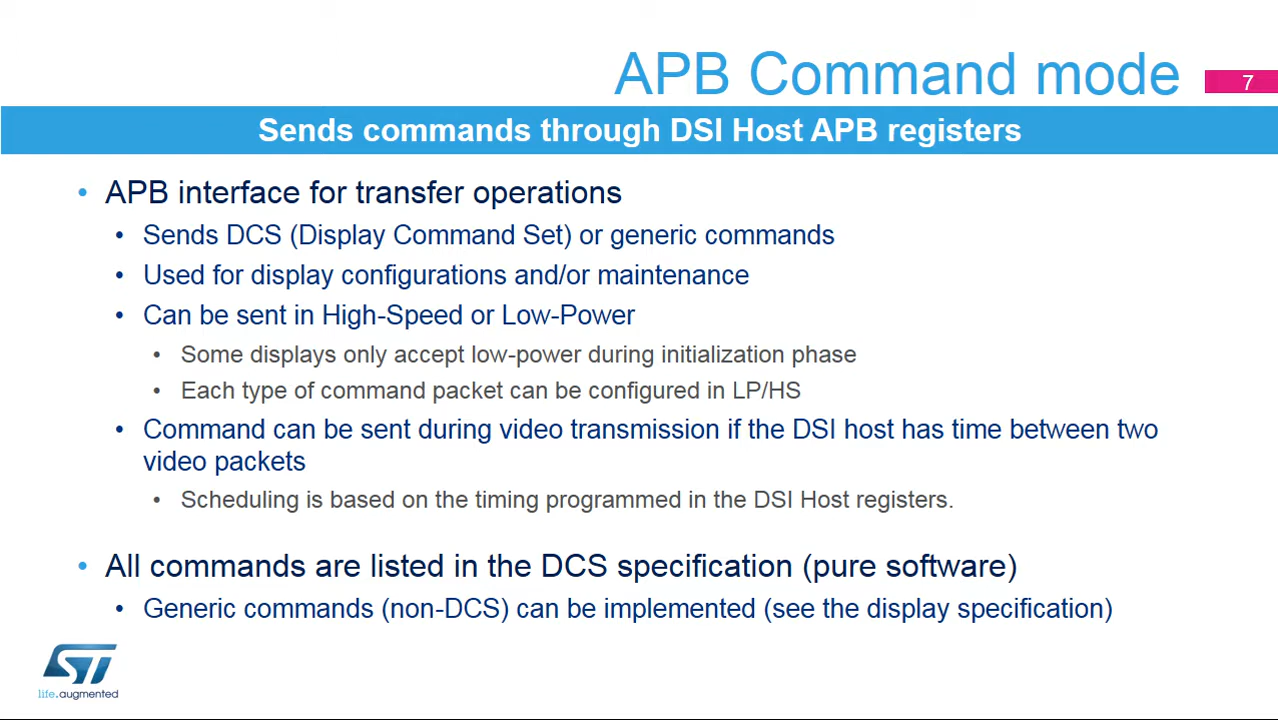 APB Command mode
7
Sends commands through DSI Host APB registers
• APB interface for transfer operations
• Sends DCS (Display Command Set) or generic commands
• Used for display configurations and/or maintenance
• Can be sent in High-Speed or Low-Power
• Some displays only accept low-power during initialization phase
• Each type of command packet can be configured in LP/HS
• Command can be sent during video transmission if the DSI host has time between two
video packets
• Scheduling is based on the timing programmed in the DSI Host registers.
• All commands are listed in the DCS specification (pure software)
• Generic commands (non-DCS) can be implemented (see the display specification)
ST
life.augmented